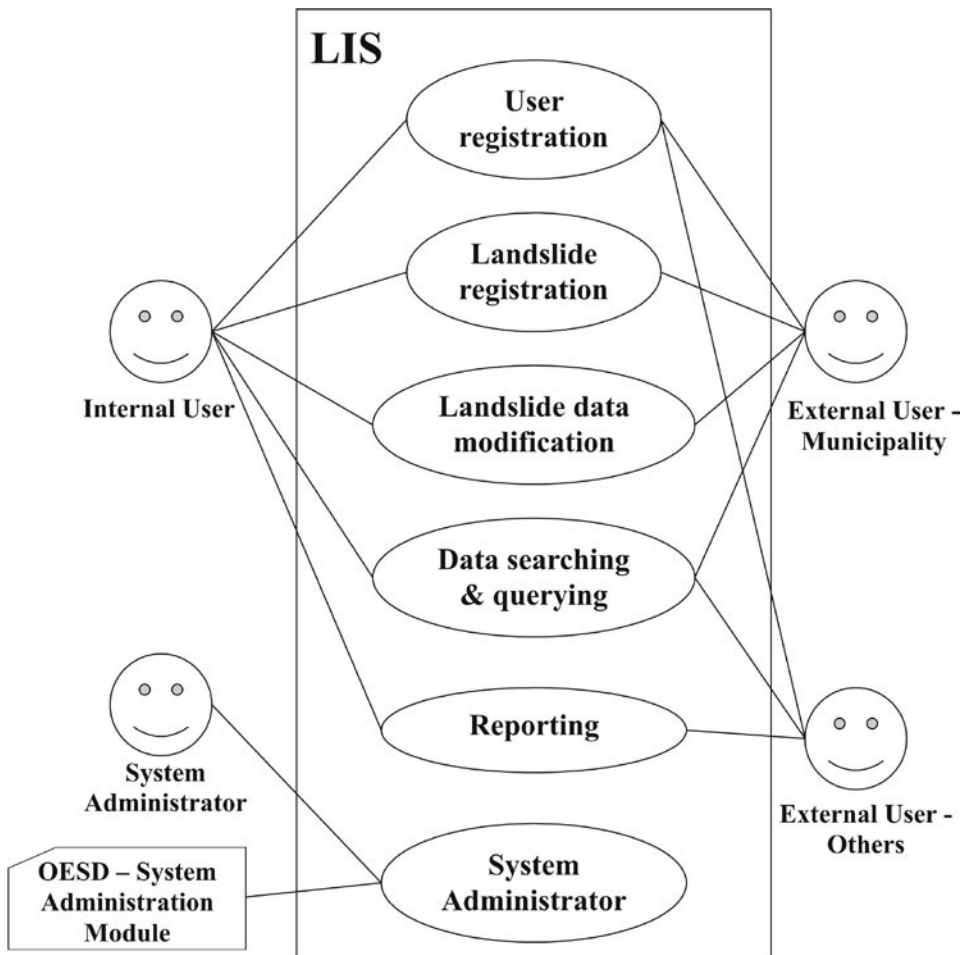 LIS
User
registration
Landslide
registration
Internal User
External User –
Municipality
Landslide data
modification
Data searching
& querying
Reporting
System
Administrator
External User -
Others
OESD – System
Administration
Module
System
Administrator